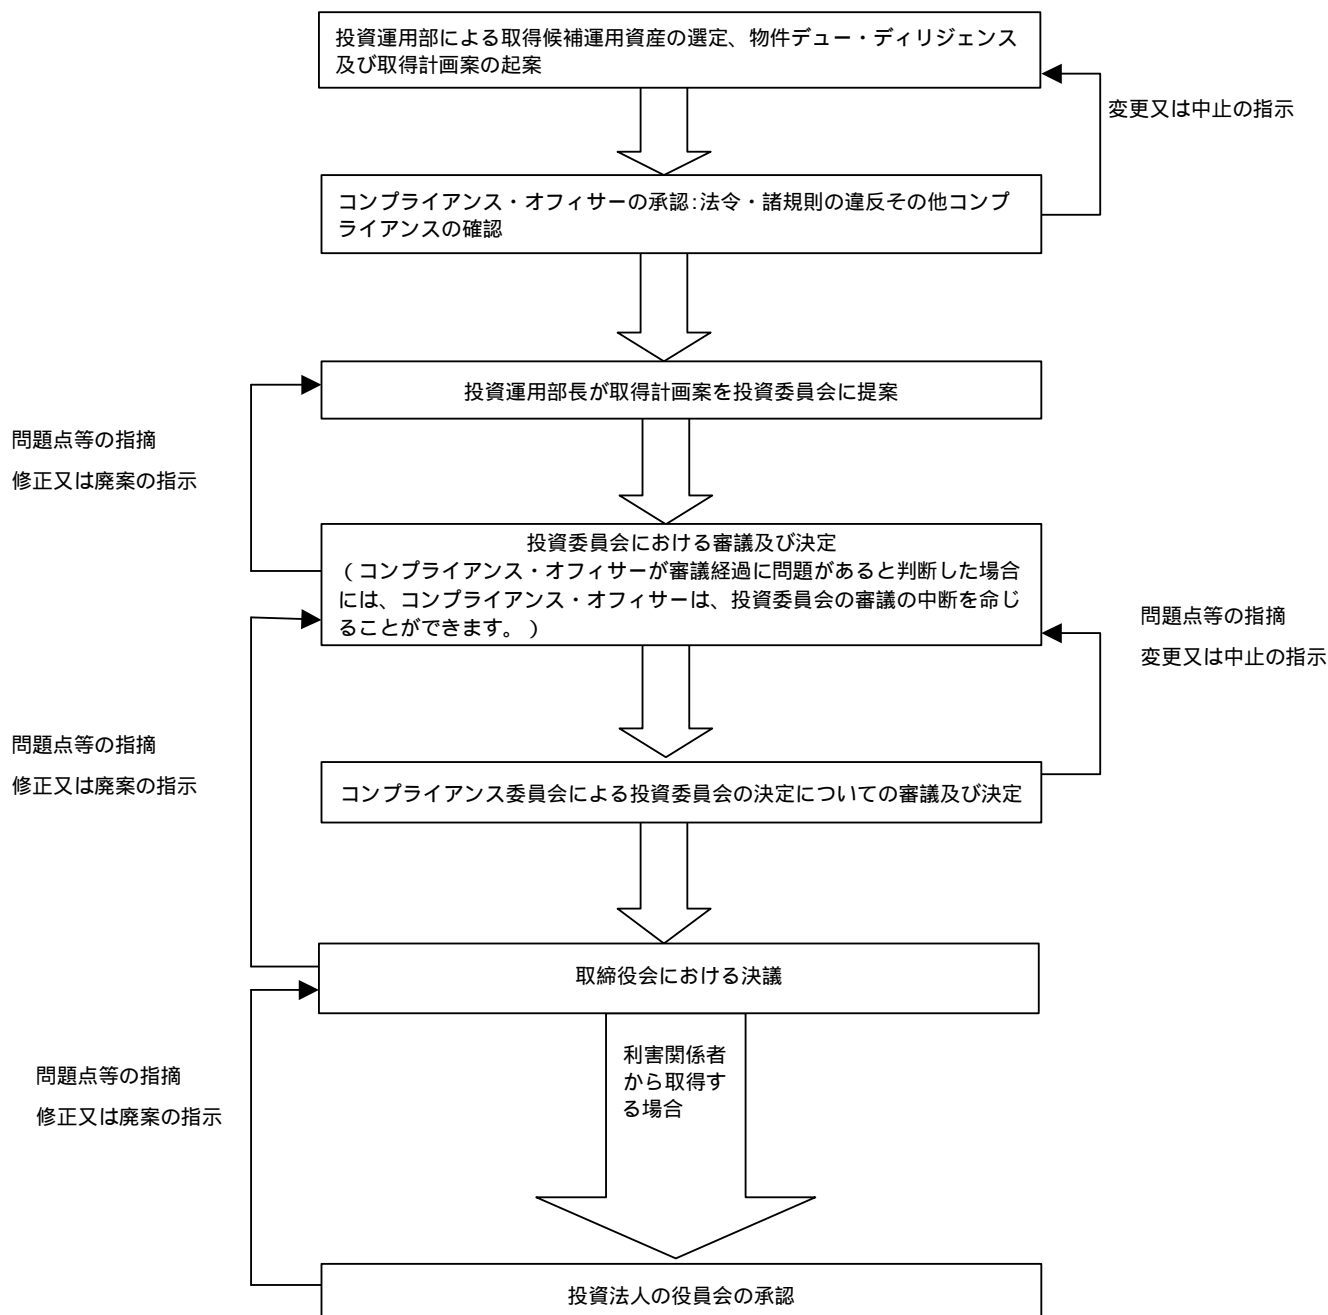 投資運用部による取得候補運用資産の選定、物件デュー・ディリジェンス
及び取得計画案の起案
変更又は中止の指示
コンプライアンス・オフィサーの承認:法令・諸規則の違反その他コンプ
ライアンスの確認
投資運用部長が取得計画案を投資委員会に提案
問題点等の指摘
修正又は廃案の指示
投資委員会における審議及び決定
(コンプライアンス・オフィサーが審議経過に問題があると判断した場合
には、コンプライアンス・オフィサーは、投資委員会の審議の中断を命じ
ることができます。)
問題点等の指摘
変更又は中止の指示
問題点等の指摘
修正又は廃案の指示
コンプライアンス委員会による投資委員会の決定についての審議及び決定
取締役会における決議
利害関係者
から取得す
る場合
問題点等の指摘
修正又は廃案の指示
投資法人の役員会の承認